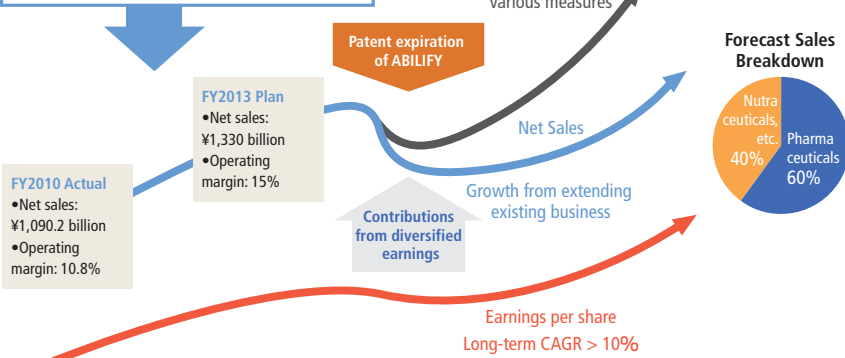 various measures
Patent expiration
of ABILIFY
Forecast Sales
Breakdown
FY2013 Plan
•Net sales:
¥1,330 billion
•Operating
margin: 15%
Net Sales
Nutra
ceuticals,
etc.
40%
Pharma
ceuticals
60%
FY2010 Actual
•Net sales:
¥1,090.2 billion
•Operating
margin: 10.8%
Growth from extending
existing business
Contributions
from diversified
earnings
Earnings per share
Long-term CAGR > 10%